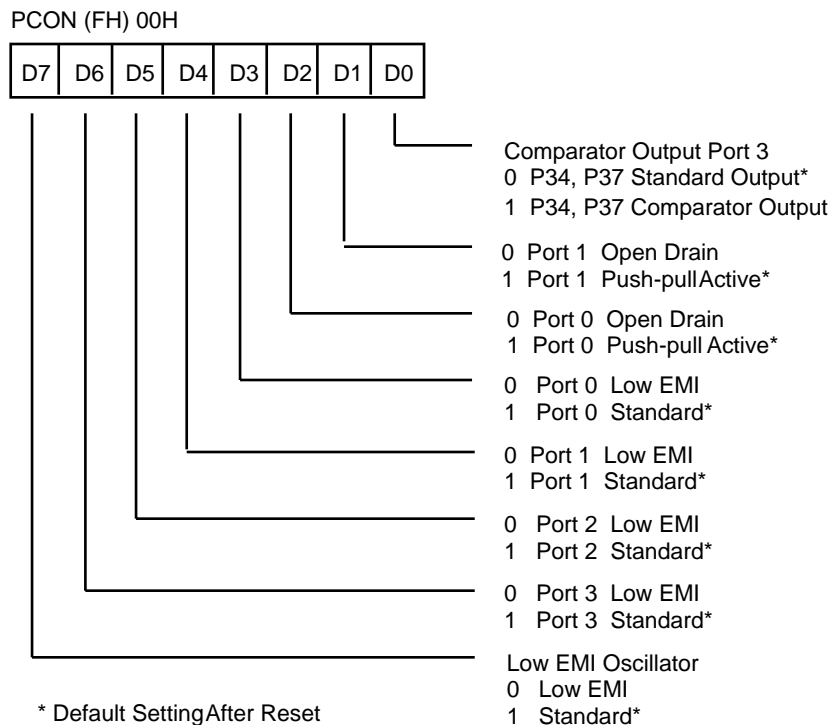 PCON (FH) 00H
D7 D6 D5 D4 D3 D2 D1 D0
Comparator Output Port 3
0 P34, P37 Standard Output*
1 P34, P37 Comparator Output
0 Port 1 Open Drain
1 Port 1 Push-pullActive*
0 Port 0 Open Drain
1 Port 0 Push-pull Active*
0 Port 0 Low EMI
1 Port 0 Standard*
0 Port 1 Low EMI
1 Port 1 Standard*
0 Port 2 Low EMI
1 Port 2 Standard*
0 Port 3 Low EMI
1 Port 3 Standard*
Low EMI Oscillator
0 Low EMI
1 Standard*
* Default SettingAfter Reset